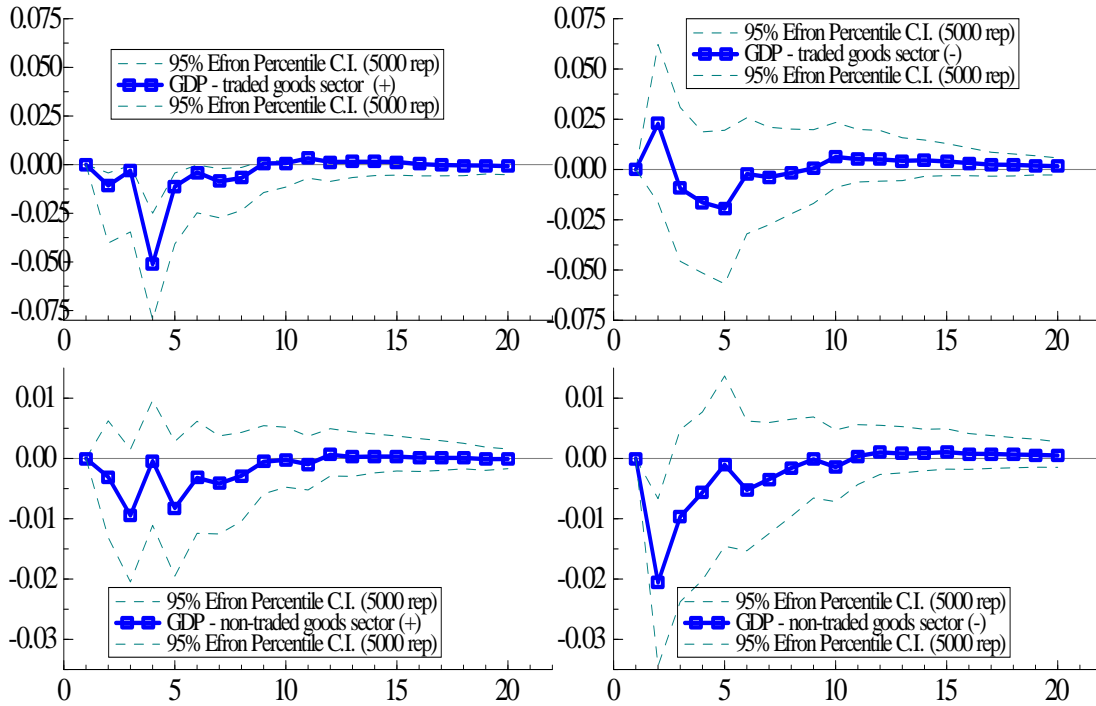 0.075
0.050
0.025
0.000
-0.025
-0.050
-0.075
95% Efron Percentile C.I. (5000 rep)
GDP - traded goods sector (+)
95% Efron Percentile C.I. (5000 rep)
0 5 10 15 20
0.075
0.050
0.025
0.000
-0.025
-0.050
-0.075
95% Efron Percentile C.I. (5000 rep)
GDP - traded goods sector (-)
95% Efron Percentile C.I. (5000 rep)
0 5 10 15 20
0.01
0.00
-0.01
-0.02
-0.03
95% Efron Percentile C.I. (5000 rep)
GDP - non-traded goods sector (+)
95% Efron Percentile C.I. (5000 rep)
0 5 10 15 20
0.01
0.00
-0.01
-0.02
-0.03
95% Efron Percentile C.I. (5000 rep)
GDP - non-traded goods sector (-)
95% Efron Percentile C.I. (5000 rep)
0 5 10 15 20